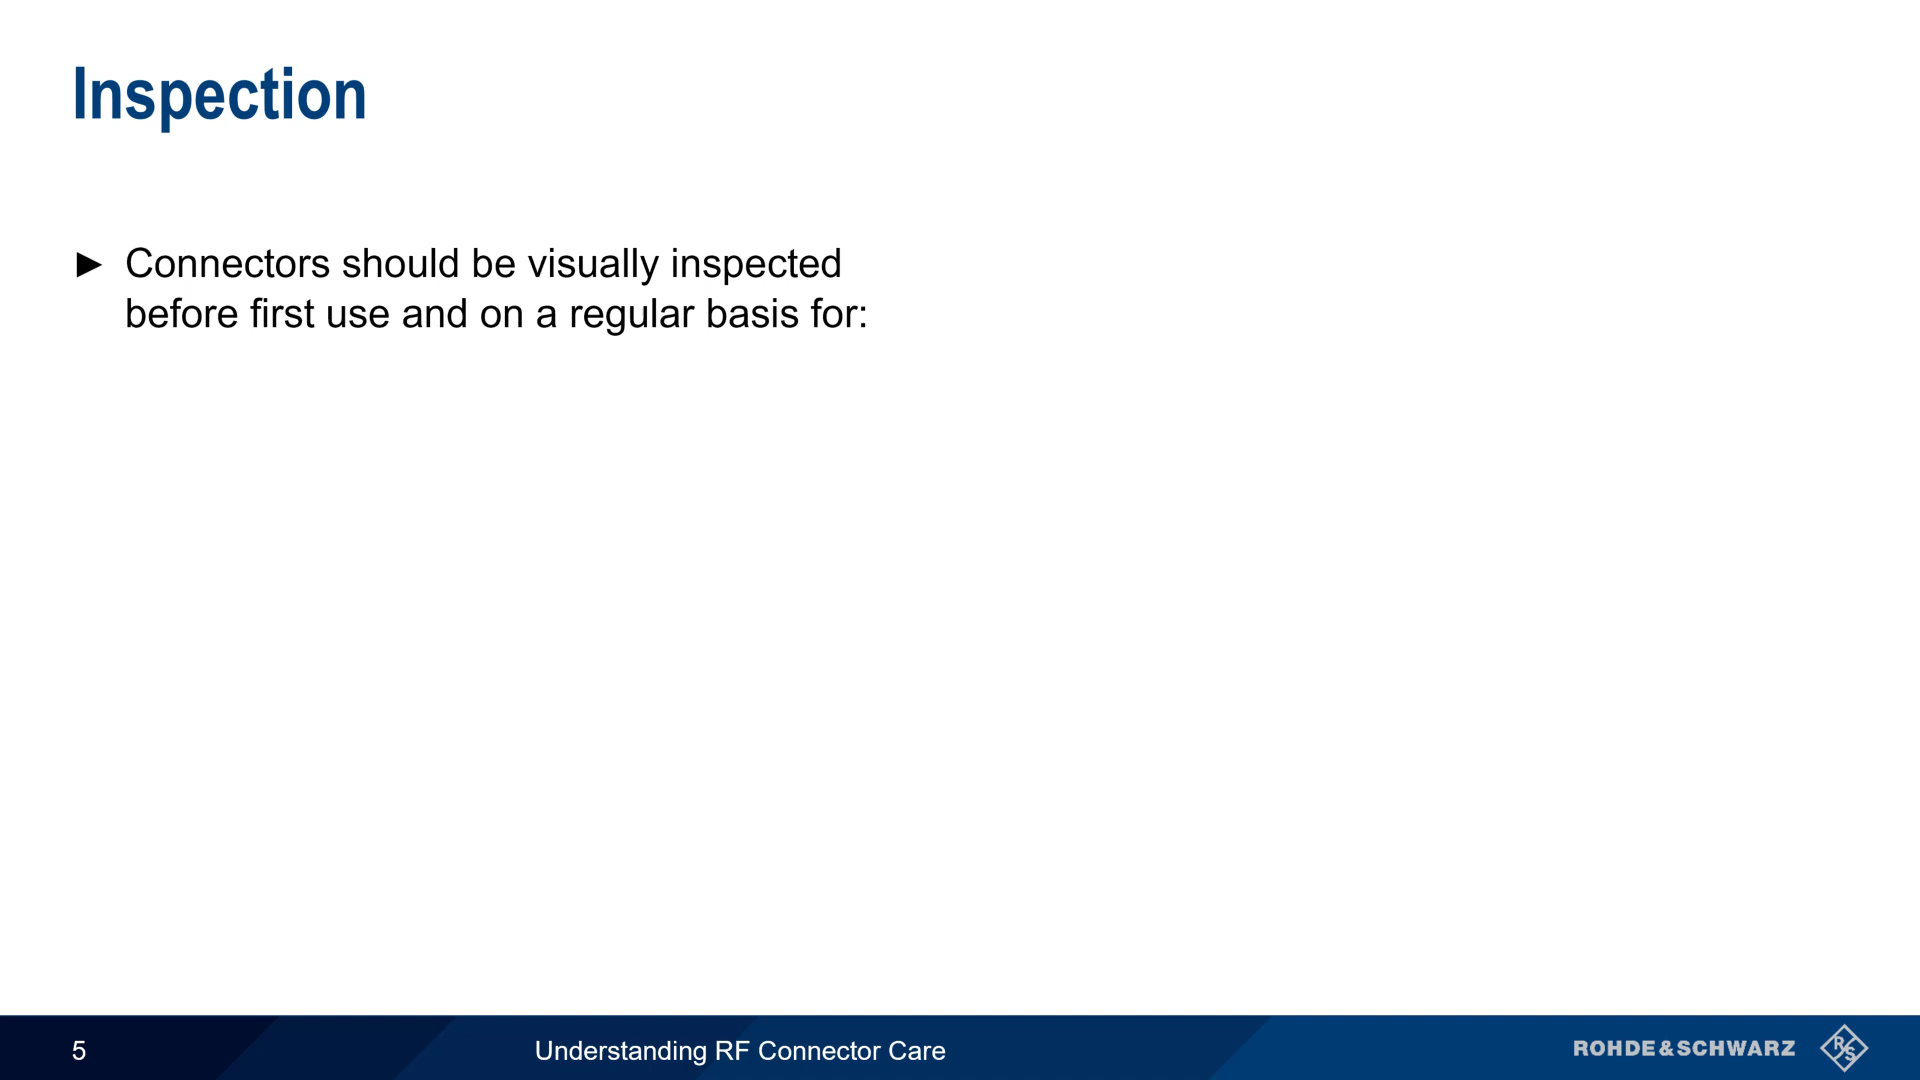 Inspection
► Connectors should be visually inspected
before first use and on a regular basis for:
5
Understanding RF Connector Care
ROHDE&SCHWARZ
R&S